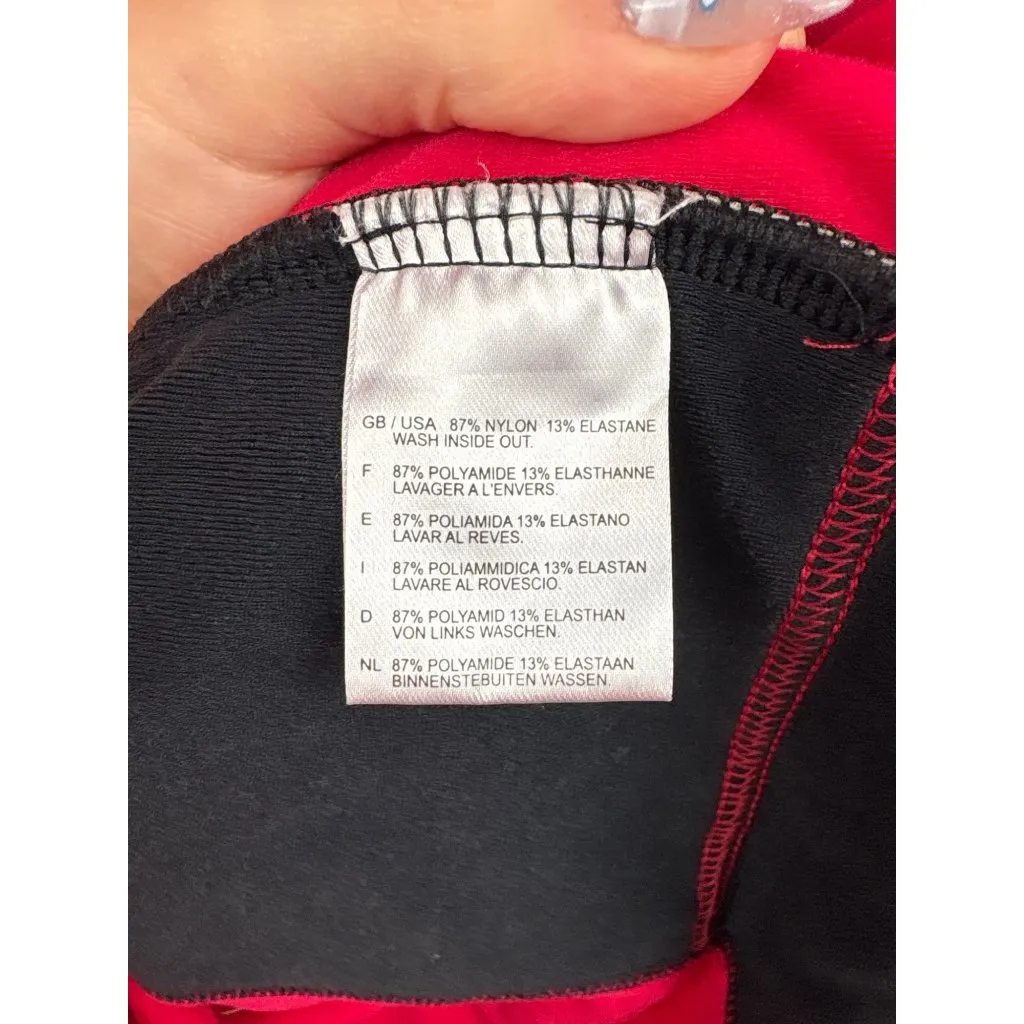 GB / USA 87% NYLON 13% ELASTANE
WASH INSIDE OUT.
F 87% POLYAMIDE 13% ELASTHANNE
LAVAGER A L'ENVERS.
E 87% POLIAMIDA 13% ELASTANO
LAVAR AL REVES.
I 87% POLIAMMIDICA 13% ELASTAN
LAVARE AL ROVESCIO.
D 87% POLYAMID 13% ELASTHAN
VON LINKS WASCHEN.
NL 87% POLYAMIDE 13% ELASTAAN
BINNENSTEBUITEN WASSEN